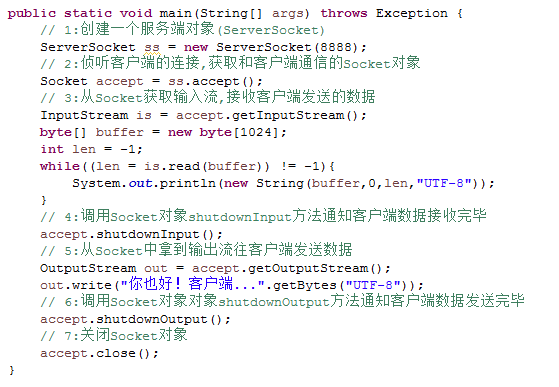 public static void main(String[] args) throws Exception {
// 1:创建一个服务端对象(ServerSocket)
ServerSocket ss = new ServerSocket(8888);
// 2:侦听客户端的连接,获取和客户端通信的Socket对象
Socket accept = ss.accept();
// 3:从Socket获取输入流,接收客户端发送的数据
InputStream is = accept.getInputStream();
byte[] buffer = new byte[1024];
int len = -1;
while((len = is.read(buffer)) != -1){
System.out.println(new String(buffer,0,len,"UTF-8"));
}
// 4:调用Socket对象shutdownInput方法通知客户端数据接收完毕
accept.shutdownInput();
// 5:从Socket中拿到输出流往客户端发送数据
OutputStream out = accept.getOutputStream();
out.write("你也好！客户端...".getBytes("UTF-8"));
// 6:调用Socket对象对象shutdownOutput方法通知客户端数据发送完毕
accept.shutdownOutput();
// 7:关闭Socket对象
accept.close();
}